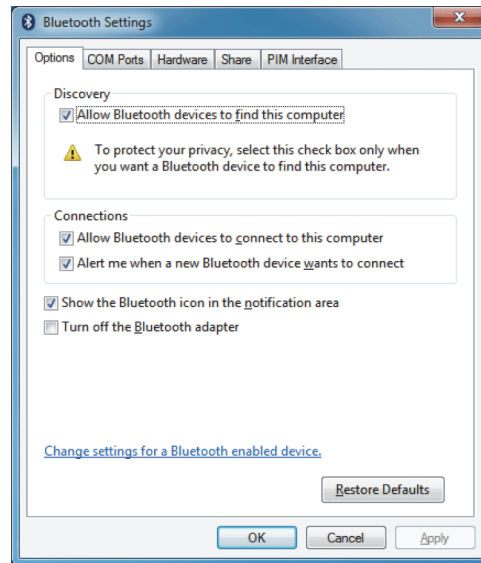 Bluetooth Settings
x
Options COM Ports Hardware Share PIM Interface
Discovery
Allow Bluetooth devices to find this computer
To protect your privacy, select this check box only when
you want a Bluetooth device to find this computer.
Connections
Allow Bluetooth devices to connect to this computer
Alert me when a new Bluetooth device wants to connect
Show the Bluetooth icon in the notification area
Turn off the Bluetooth adapter
Change settings for a Bluetooth enabled device.
Restore Defaults
OK Cancel Apply